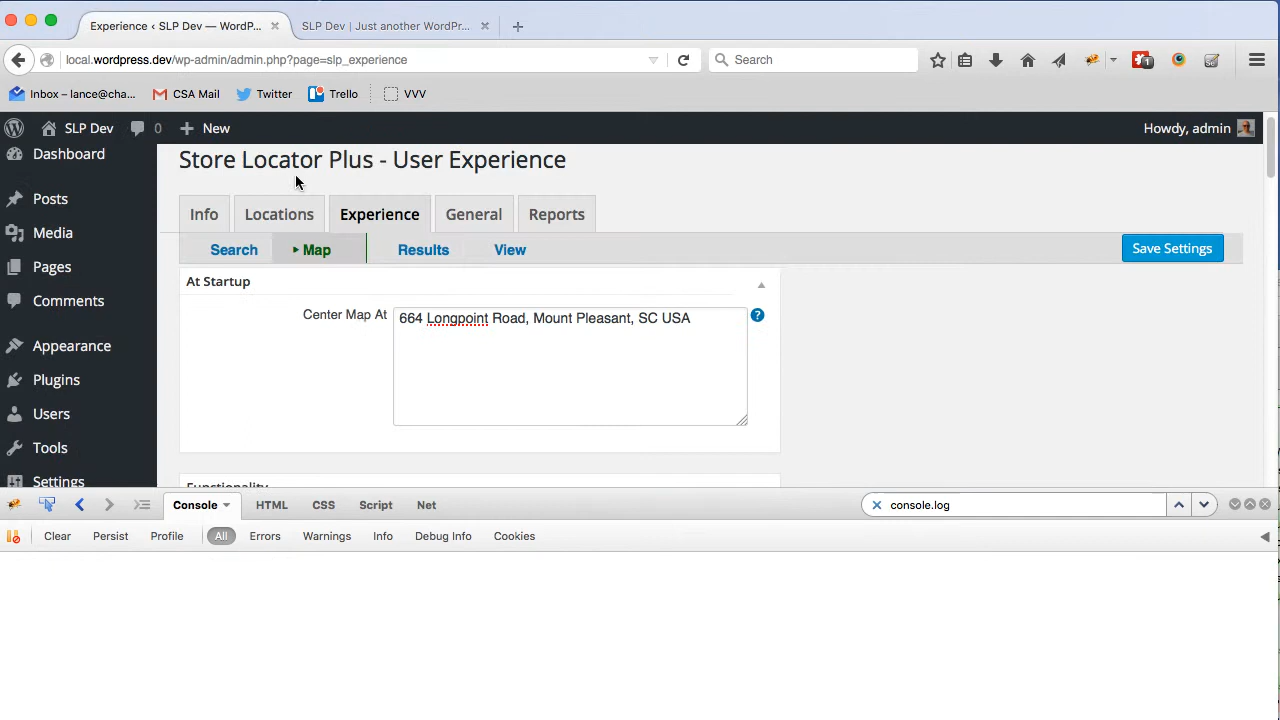 Experience ‹ SLP Dev — WordP...
SLP Dev | Just another WordPr...
local.wordpress.dev/wp-admin/admin.php?page=slp_experience
Search
1
Inbox – lance@cha...
CSA Mail
Twitter
Trello
VVV
SLP Dev
0
New
Howdy, admin
Dashboard
Posts
Media
Pages
Comments
Appearance
Plugins
Users
Tools
Settings
Store Locator Plus - User Experience
Info
Locations
Experience
General
Reports
Search
Map
Results
View
Save Settings
At Startup
Center Map At
664 Longpoint Road, Mount Pleasant, SC USA
?
Functionality
Console
HTML
CSS
Script
Net
console.log
Clear
Persist
Profile
All
Errors
Warnings
Info
Debug Info
Cookies